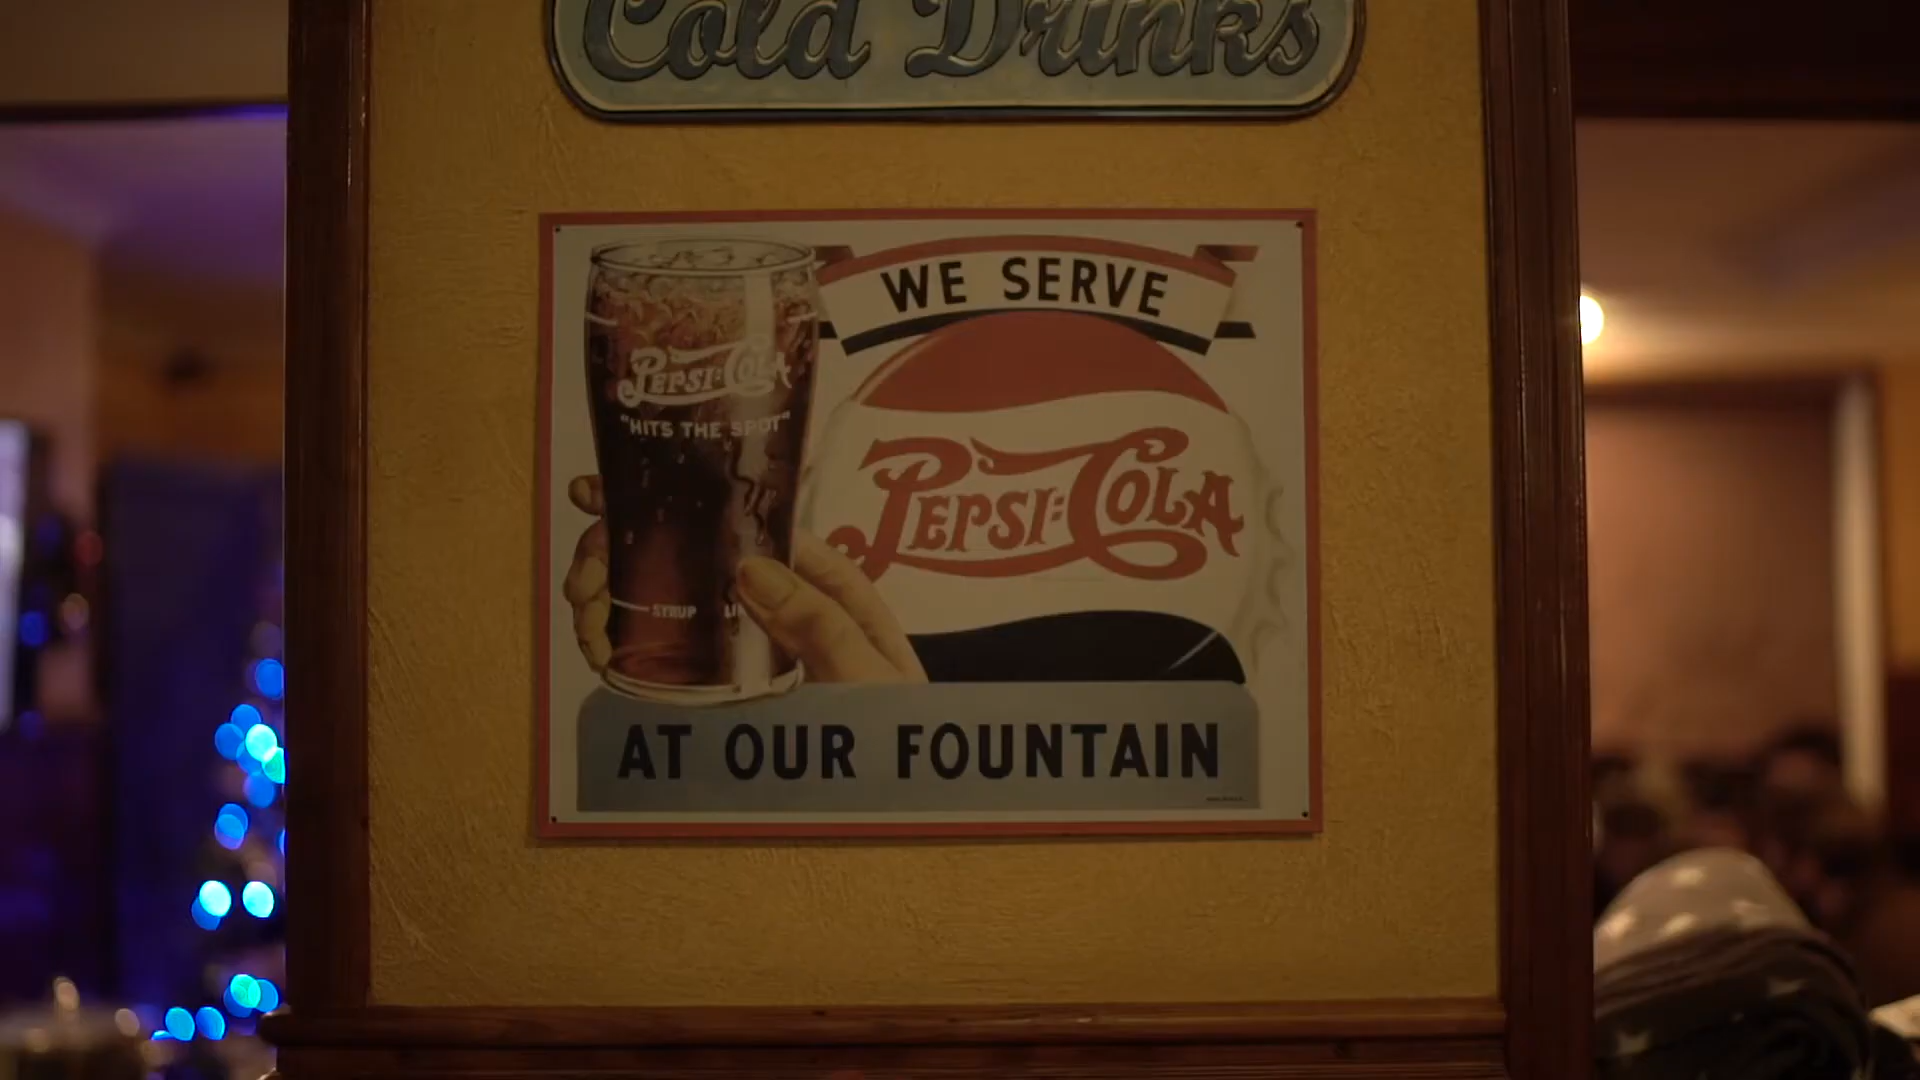 Cold Drinks
WE SERVE
PEPSI:COLA
"HITS THE SPOT"
PEPSI:COLA
SYRUP
AT OUR FOUNTAIN